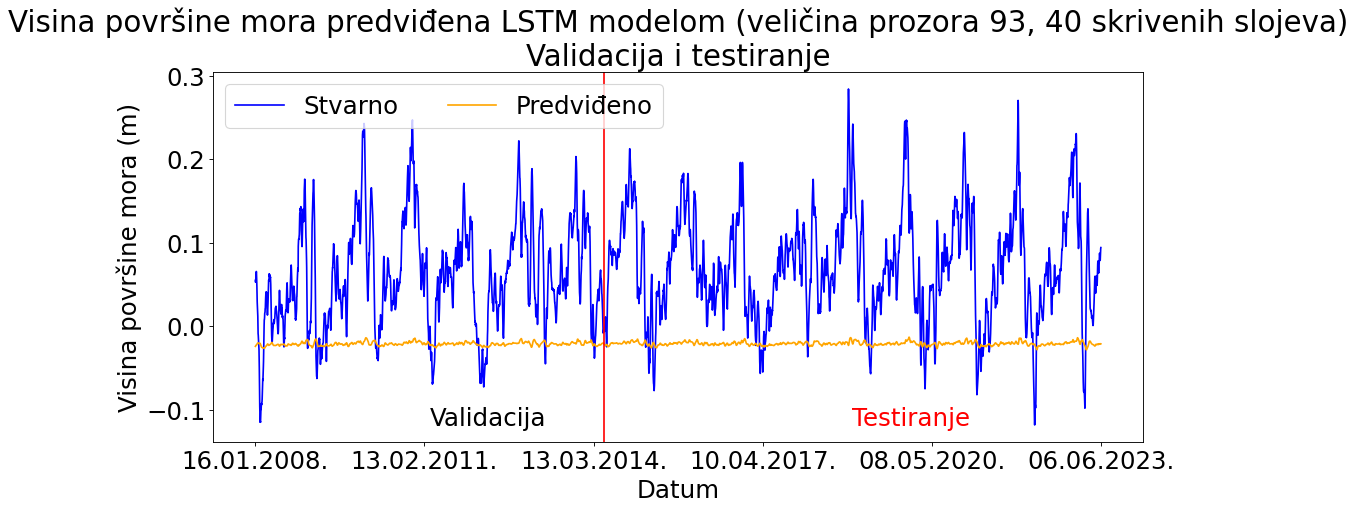 Visina površine mora predviđena LSTM modelom (veličina prozora 93, 40 skrivenih slojeva)
Validacija i testiranje
Stvarno
Predviđeno
Visina površine mora (m)
0.3
0.2
0.1
0.0
−0.1
Validacija
Testiranje
16.01.2008.
13.02.2011.
13.03.2014.
10.04.2017.
08.05.2020.
06.06.2023.
Datum